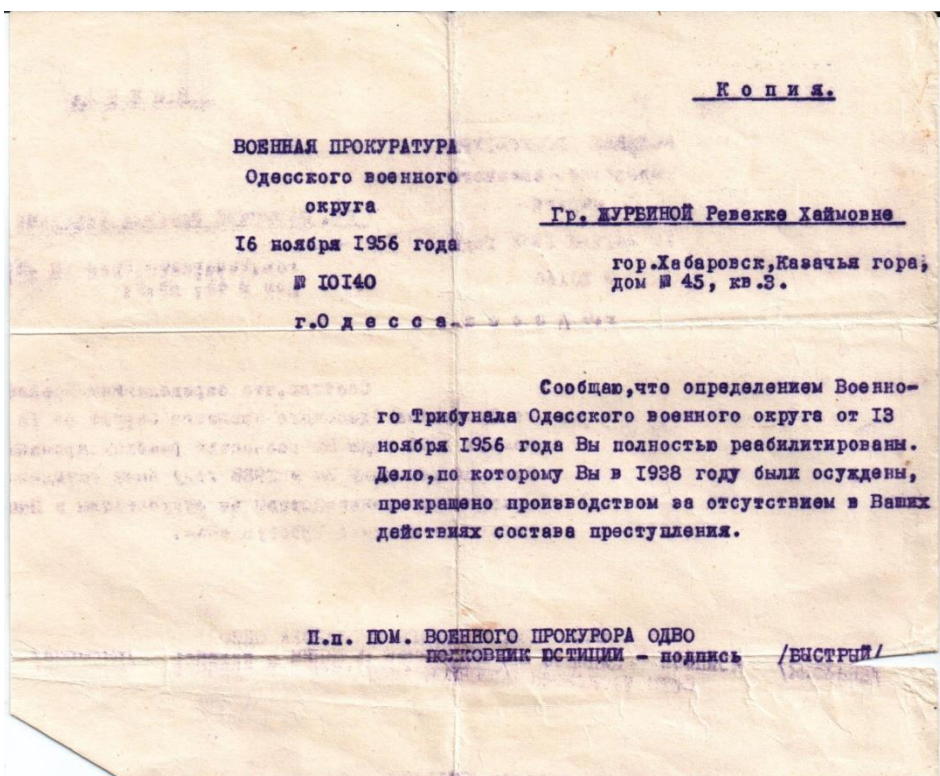 Копия.
ВОЕННАЯ ПРОКУРАТУРА
Одесского военного
округа
16 ноября 1956 года
№ 10140
г.Одесса.
Гр. ЖУРБИНОЙ Ревекке Хаймовне
гор.Хабаровск,Казачья гора,
дом № 45, кв.3.
Сообщаю,что определением Военно-
го Трибунала Одесского военного округа от 13
ноября 1956 года Вы полностью реабилитированы.
Дело,по которому Вы в 1938 году были осуждены,
прекращено производством за отсутствием в Ваших
действиях состава преступления.
П.п. ПОМ. ВОЕННОГО ПРОКУРОРА ОДВО
ПОЛКОВНИК ЮСТИЦИИ - подпись /БЫСТРЫЙ/